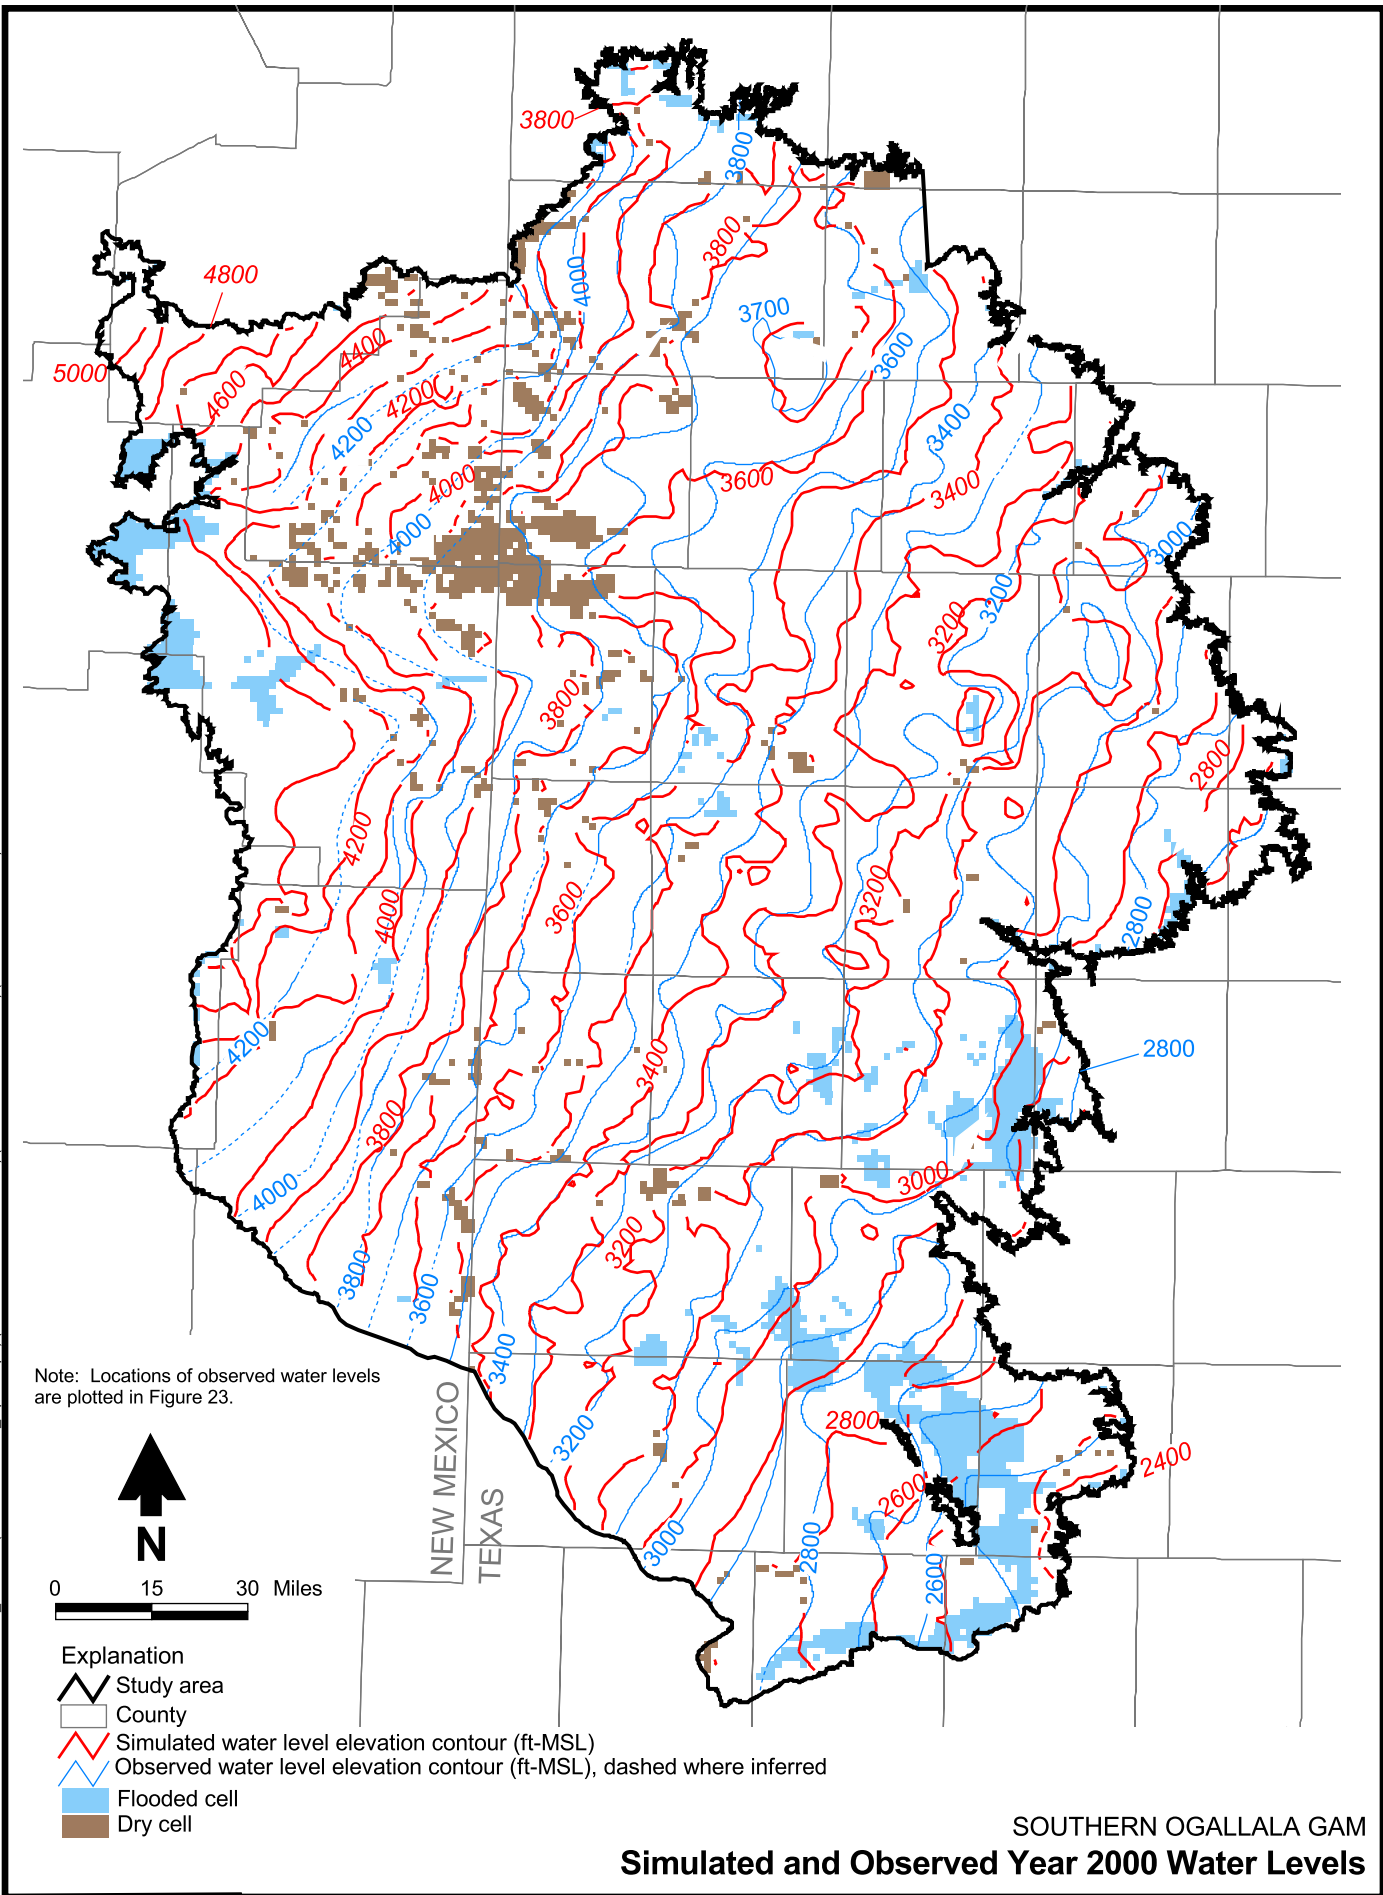 3800
3800
4800
3800
4000
3700
5000
4400
3600
4600
4200
4200
3400
3600
4000
3400
4000
3000
3200
3200
3800
2800
4200
3200
3600
4000
2800
4200
3400
2800
3800
3000
4000
3200
3800
3600
3400
Note: Locations of observed water levels
are plotted in Figure 23.
NEW MEXICO
TEXAS
3200
2800
2400
2600
3000
2800
2600
N
0 15 30 Miles
Explanation
Study area
County
Simulated water level elevation contour (ft-MSL)
Observed water level elevation contour (ft-MSL), dashed where inferred
Flooded cell
Dry cell
SOUTHERN OGALLALA GAM
Simulated and Observed Year 2000 Water Levels